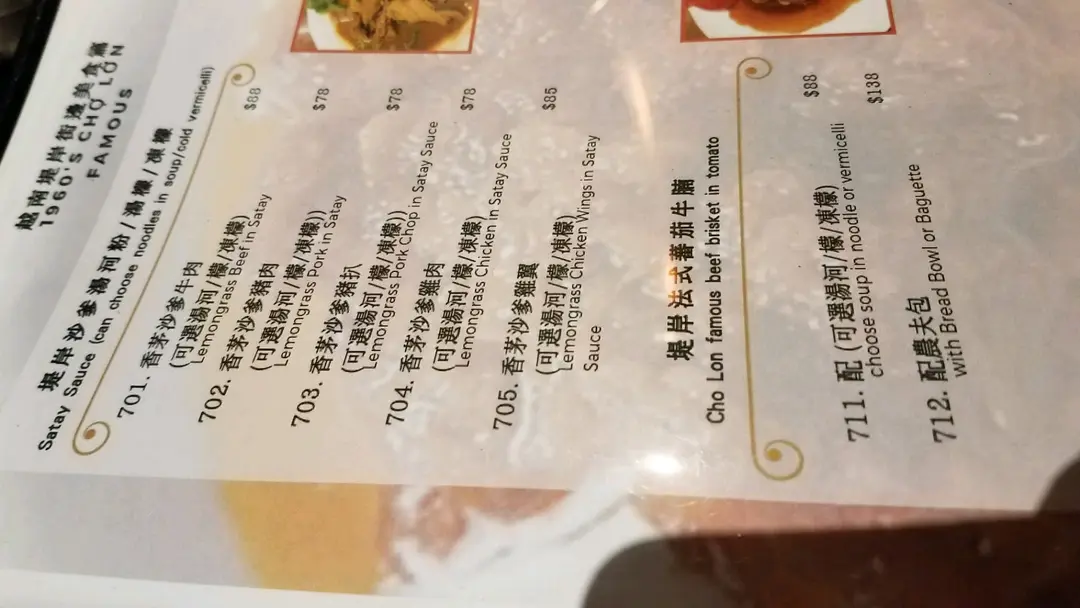 越南堤岸街邊美食篇
1960'S CHỢ LỚN
FAMOUS
堤岸沙爹湯河粉/湯檬/凍檬
Satay Sauce (can choose noodles in soup/cold vermicelli)
701. 香茅沙爹牛肉 $88
(可選湯河/檬/凍檬)
(Lemongrass Beef in Satay
702. 香茅沙爹豬肉 $78
(可選湯河/檬/凍檬))
Lemongrass Pork in Satay
703. 香茅沙爹豬扒 $78
(可選湯河/檬/凍檬))
(Lemongrass Pork Chop in Satay Sauce
704. 香茅沙爹雞肉 $78
(可選湯河/檬/凍檬)
(Lemongrass Chicken in Satay Sauce
705. 香茅沙爹雞翼 $85
(可選湯河/檬/凍檬)
(Lemongrass Chicken Wings in Satay
Sauce
堤岸法式蕃茄牛腩
Cho Lon famous beef brisket in tomato
711. 配 (可選湯河/檬/凍檬) $88
choose soup in noodle or vermicelli
712. 配農夫包 $138
with Bread Bowl or Baguette